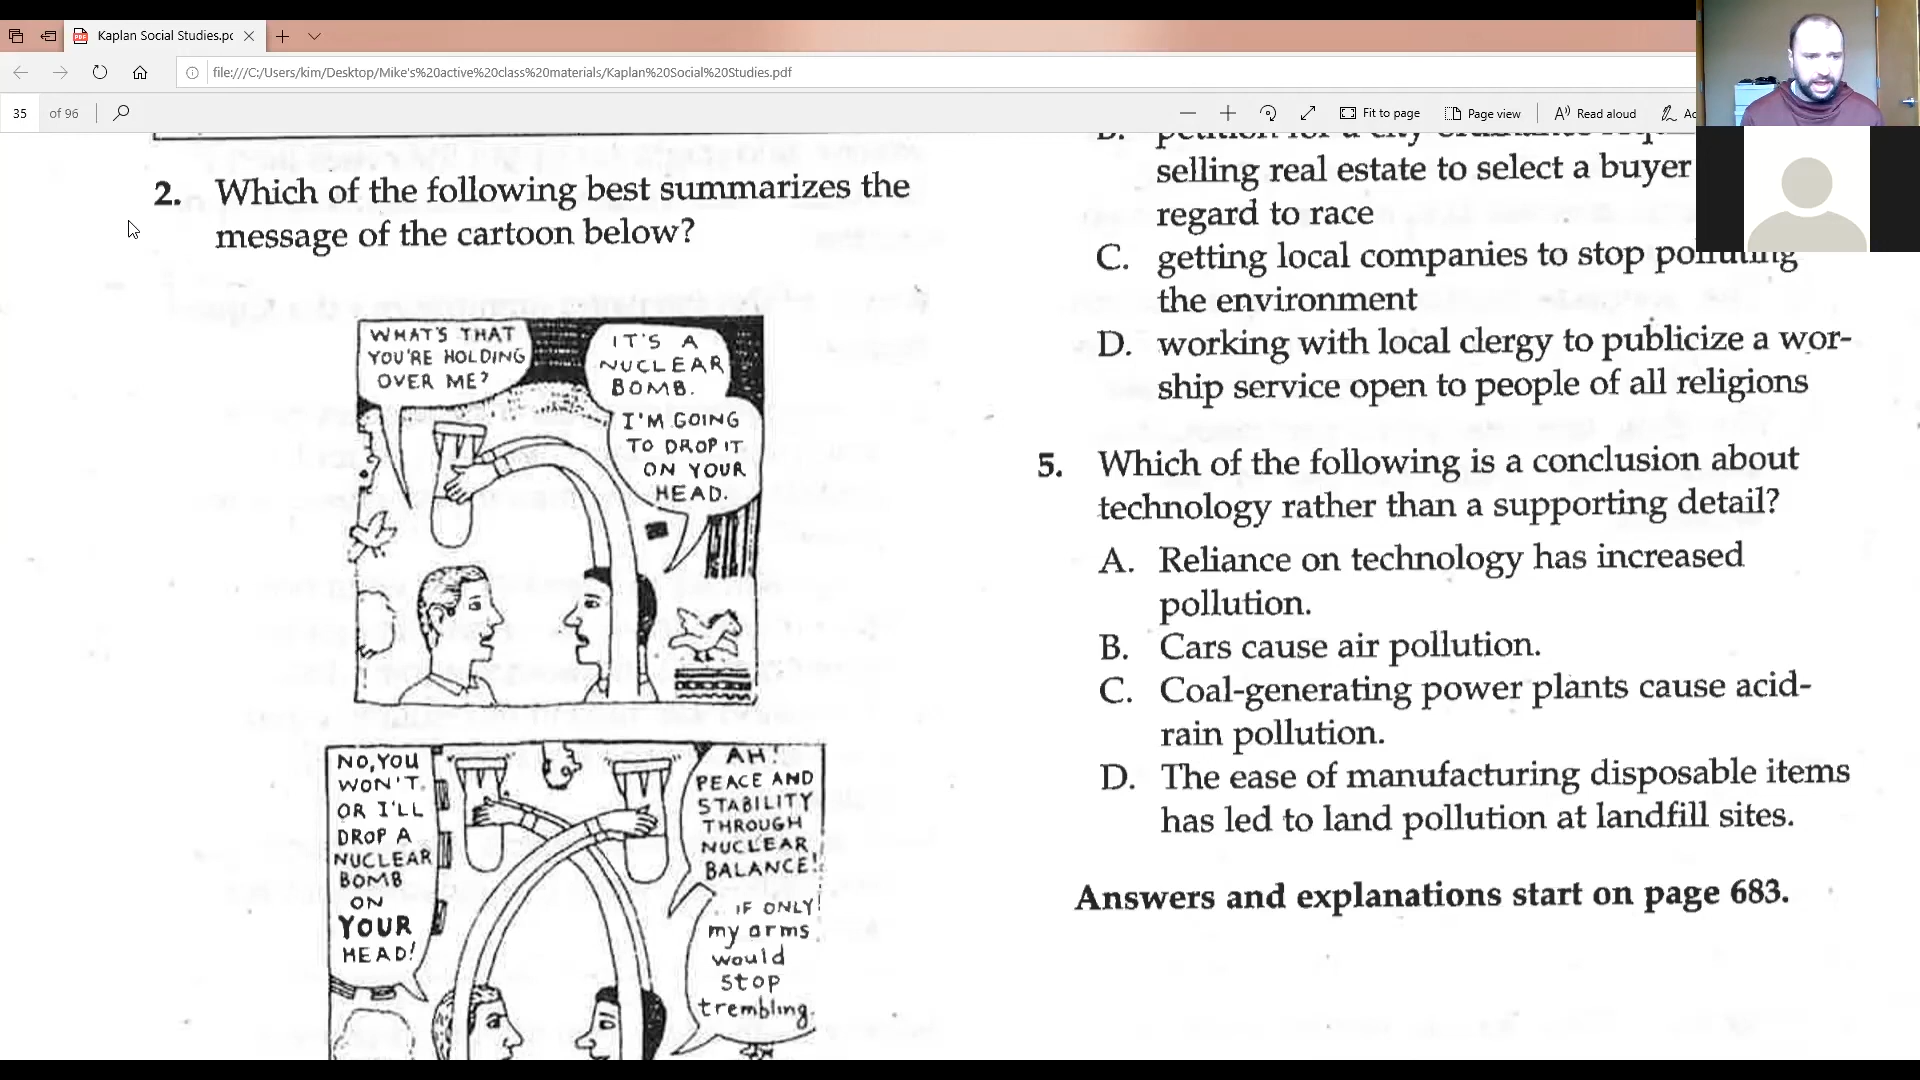 Kaplan Social Studies.pc
file:///C:/Users/kim/Desktop/Mike's%20active%20class%20materials/Kaplan%20Social%20Studies.pdf
35 of 96
Fit to page
Page view
Read aloud
2. Which of the following best summarizes the
message of the cartoon below?
WHAT'S THAT
YOU'RE HOLDING
OVER ME?
IT'S A
NUCLEAR
BOMB.
I'M GOING
TO DROP IT
ON YOUR
HEAD.
NO, YOU
WON'T.
OR I'LL
DROP A
NUCLEAR
BOMB
ON
YOUR
HEAD!
AH!
PEACE AND
STABILITY
THROUGH
NUCLEAR
BALANCE!
IF ONLY!
my arms
would
stop
trembling.
selling real estate to select a buyer
regard to race
C. getting local companies to stop polluting
the environment
D. working with local clergy to publicize a wor-
ship service open to people of all religions
5. Which of the following is a conclusion about
technology rather than a supporting detail?
A. Reliance on technology has increased
pollution.
B. Cars cause air pollution.
C. Coal-generating power plants cause acid-
rain pollution.
D. The ease of manufacturing disposable items
has led to land pollution at landfill sites.
Answers and explanations start on page 683.